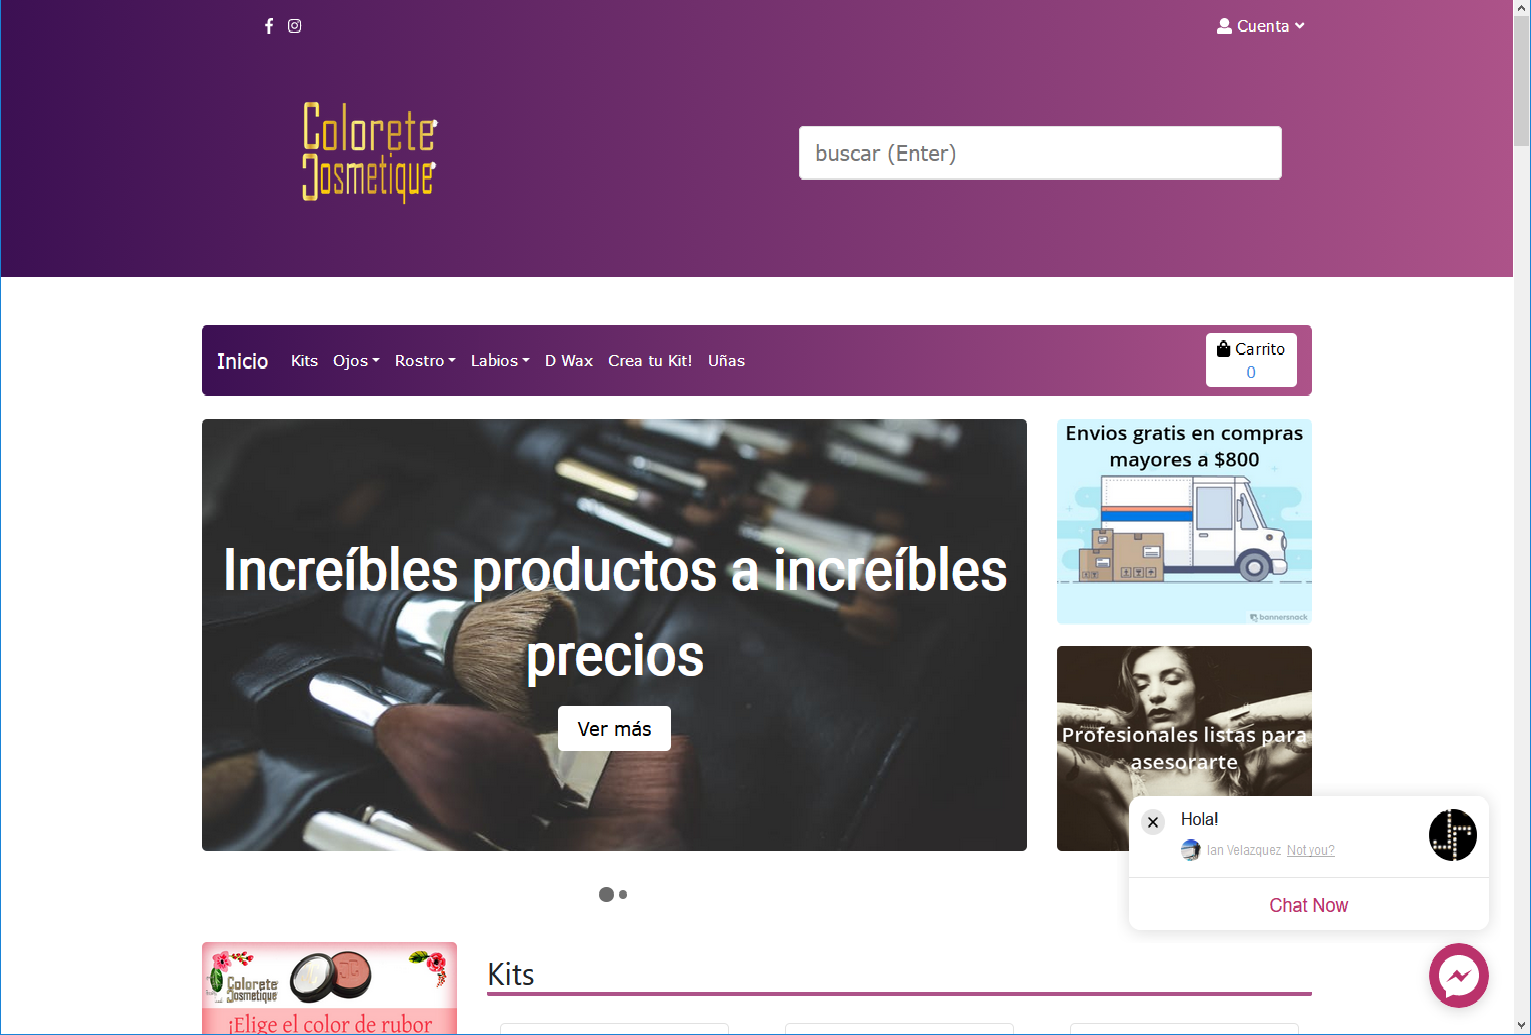 Cuenta
Colorete
Cosmetique
buscar (Enter)
Inicio Kits Ojos Rostro Labios D Wax Crea tu Kit! Uñas
Carrito
0
Increíbles productos a increíbles
precios
Ver más
Envios gratis en compras
mayores a $800
bannersnack
Profesionales listas para
asesorarte
Hola!
Ian Velazquez Not you?
Chat Now
Colorete
Cosmetique
¡Elige el color de rubor
Kits